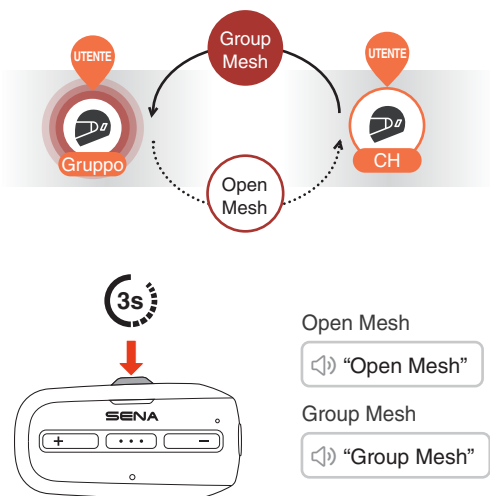 Group
Mesh
UTENTE
UTENTE
Gruppo
CH
Open
Mesh
3s
Open Mesh
“Open Mesh”
Group Mesh
“Group Mesh”
SENA
+
−